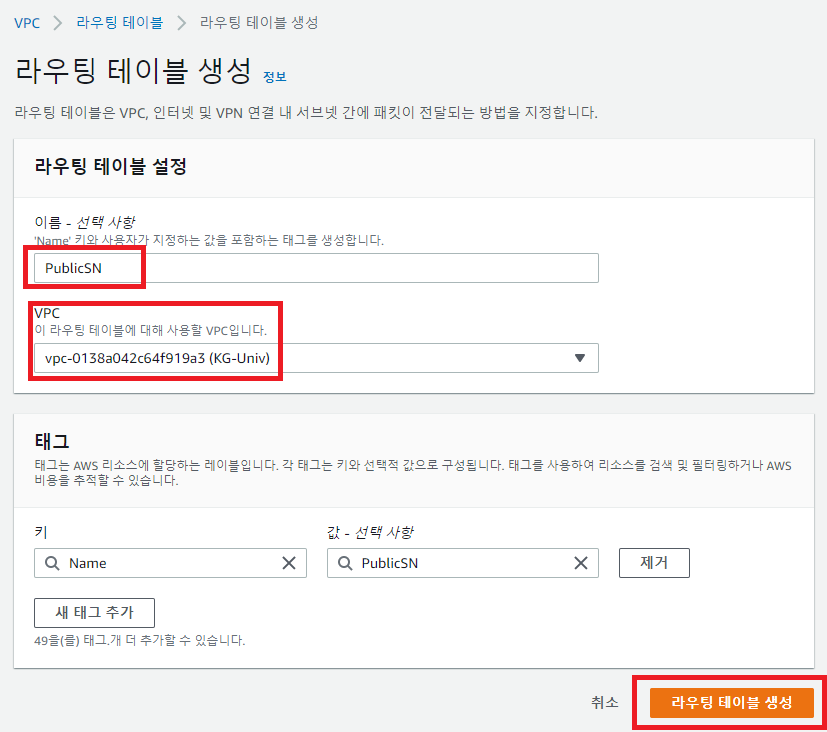 VPC > 라우팅 테이블 > 라우팅 테이블 생성
라우팅 테이블 생성 정보
라우팅 테이블은 VPC, 인터넷 및 VPN 연결 내 서브넷 간에 패킷이 전달되는 방법을 지정합니다.
라우팅 테이블 설정
이름 - 선택 사항
'Name' 키와 사용자가 지정하는 값을 포함하는 태그를 생성합니다.
PublicSN
VPC
이 라우팅 테이블에 대해 사용할 VPC입니다.
vpc-0138a042c64f919a3 (KG-Univ)
태그
태그는 AWS 리소스에 할당하는 레이블입니다. 각 태그는 키와 선택적 값으로 구성됩니다. 태그를 사용하여 리소스를 검색 및 필터링하거나 AWS
비용을 추적할 수 있습니다.
키 값 - 선택 사항
Name PublicSN 제거
새 태그 추가
49을(를) 태그.개 더 추가할 수 있습니다.
취소 라우팅 테이블 생성